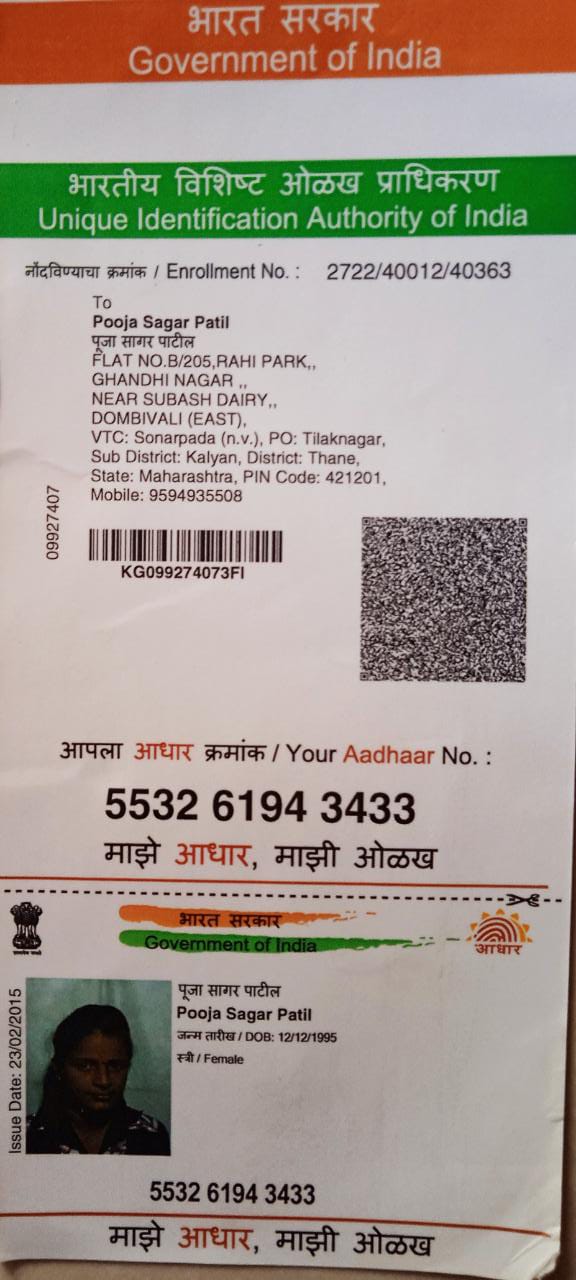 भारत सरकार
Government of India
भारतीय विशिष्ट ओळख प्राधिकरण
Unique Identification Authority of India
नोंदविण्याचा क्रमांक / Enrollment No. : 2722/40012/40363
To
Pooja Sagar Patil
पूजा सागर पाटील
FLAT NO.B/205,RAHI PARK,,
GHANDHI NAGAR ,,
NEAR SUBASH DAIRY,,
DOMBIVALI (EAST),
VTC: Sonarpada (n.v.), PO: Tilaknagar,
Sub District: Kalyan, District: Thane,
State: Maharashtra, PIN Code: 421201,
Mobile: 9594935508
09927407
KG099274073FI
आपला आधार क्रमांक / Your Aadhaar No. :
5532 6194 3433
माझे आधार, माझी ओळख
भारत सरकार
Government of India
आधार
Issue Date: 23/02/2015
पूजा सागर पाटील
Pooja Sagar Patil
जन्म तारीख / DOB: 12/12/1995
स्त्री / Female
5532 6194 3433
माझे आधार, माझी ओळख